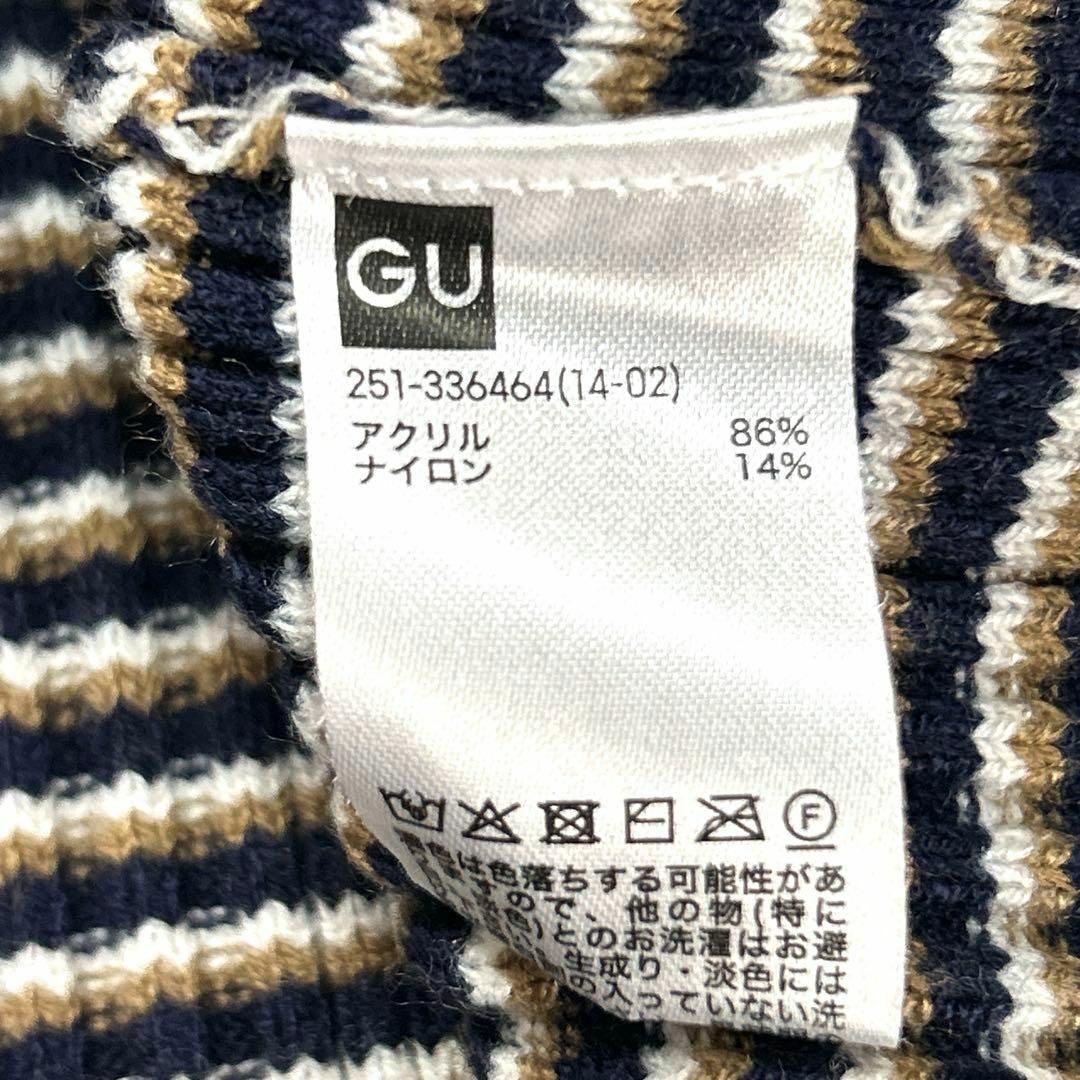 GU
251-336464(14-02)
アクリル 86%
ナイロン 14%
F
は色落ちする可能性があ
ので、他の物(特に
とのお洗濯はお避
生成り・淡色には
の入っていない洗